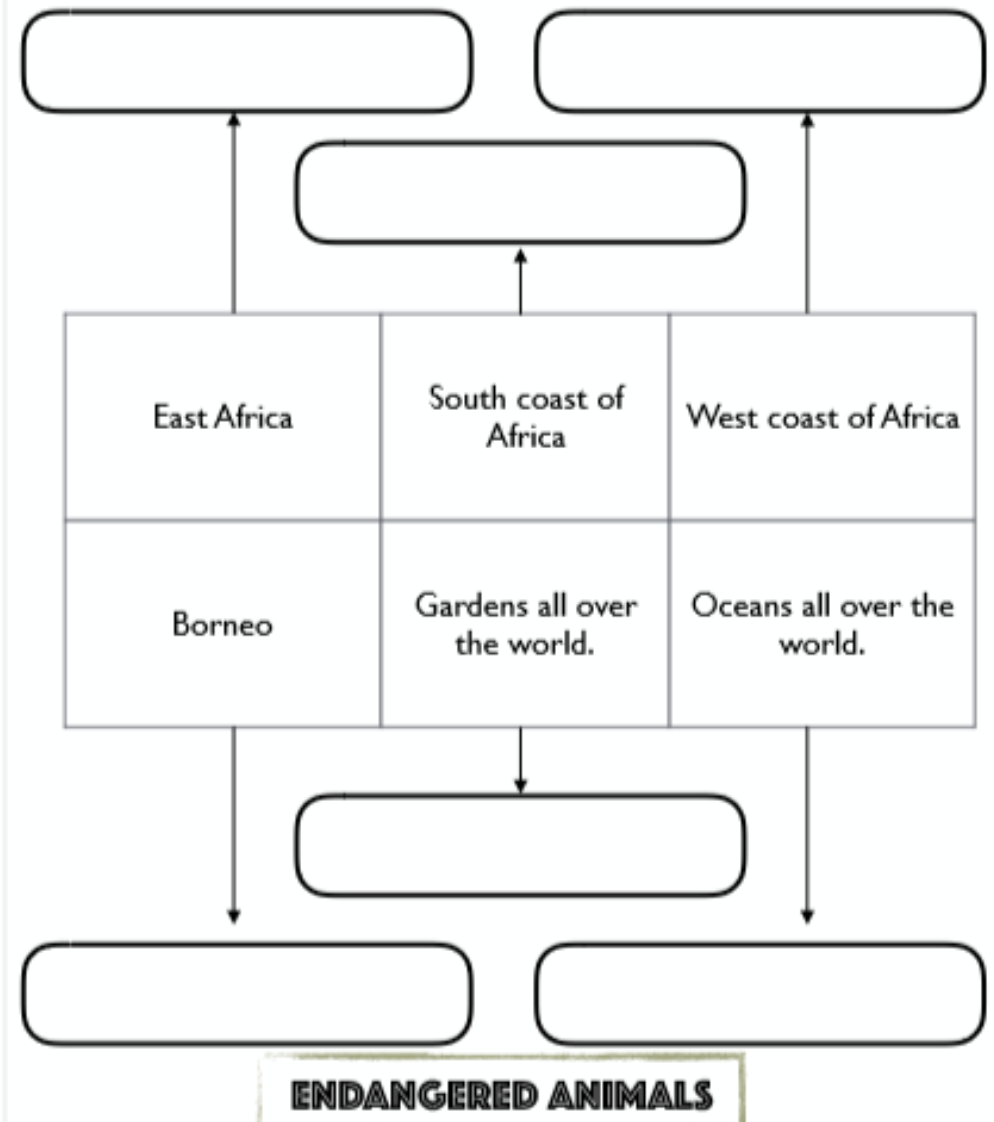 East Africa
South coast of
Africa
West coast of Africa
Borneo
Gardens all over
the world.
Oceans all over the
world.
ENDANGERED ANIMALS